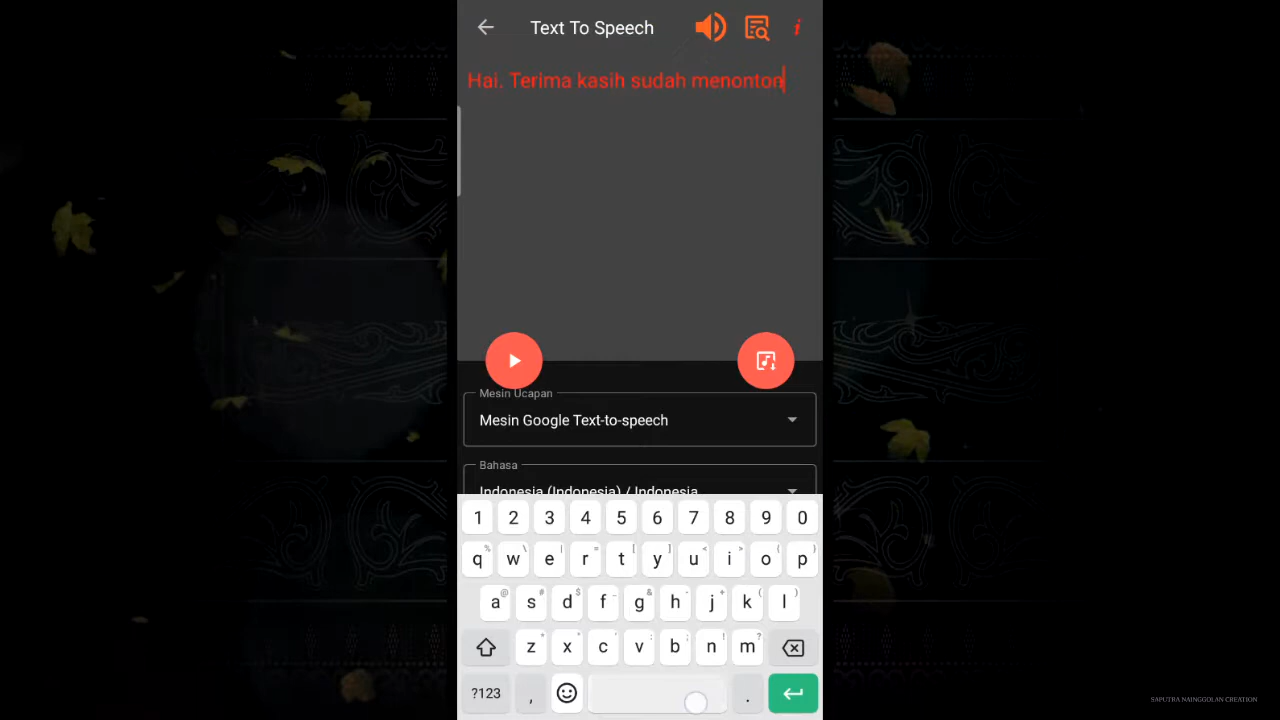 Text To Speech
Hai. Terima kasih sudah menonton
Mesin Ucapan
Mesin Google Text-to-speech
Bahasa
Indonesia (Indonesia) / Indonesia
1 2 3 4 5 6 7 8 9 0
q w e r t y u i o p
a s d f g h j k l
z x c v b n m
?123 , .
SAPUTRA NAINGGOLAN CREATION